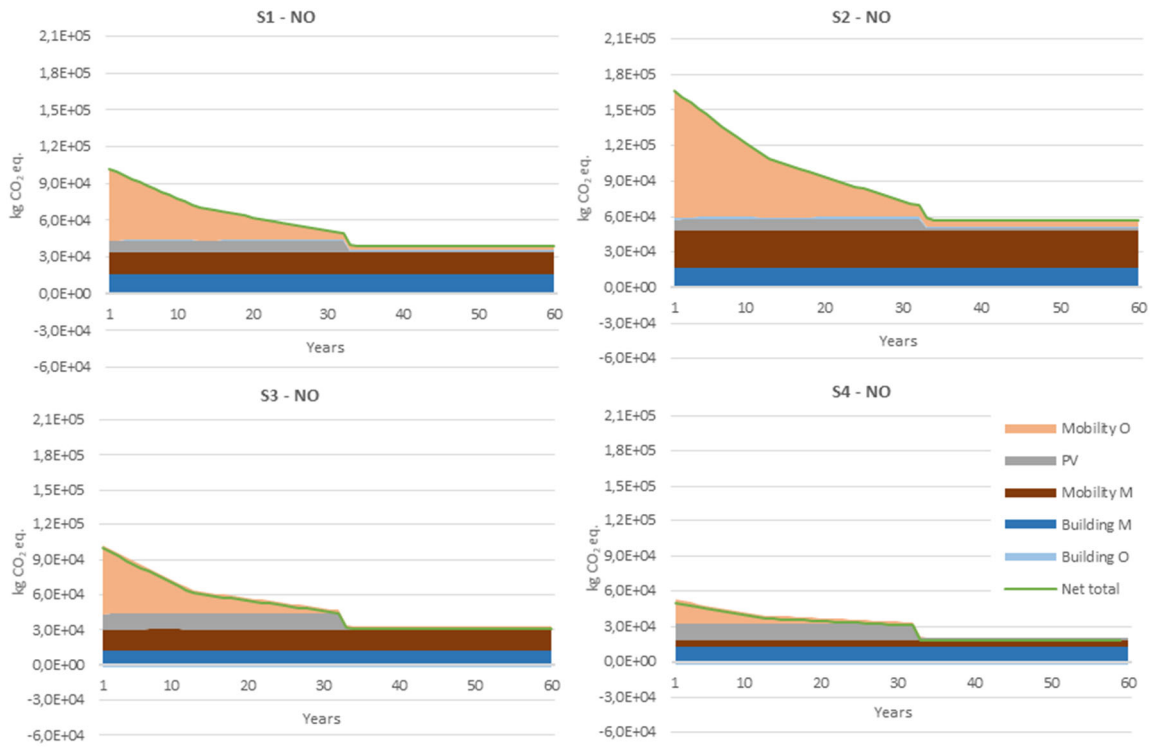 S1 - NO
2,1E+05
1,8E+05
1,5E+05
1,2E+05
9,0E+04
6,0E+04
3,0E+04
0,0E+00
-3,0E+04
-6,0E+04
kg CO₂ eq.
1 10 20 30 40 50 60
Years
S2 - NO
2,1E+05
1,8E+05
1,5E+05
1,2E+05
9,0E+04
6,0E+04
3,0E+04
0,0E+00
-3,0E+04
-6,0E+04
kg CO₂ eq.
1 10 20 30 40 50 60
Years
S3 - NO
2,1E+05
1,8E+05
1,5E+05
1,2E+05
9,0E+04
6,0E+04
3,0E+04
0,0E+00
-3,0E+04
-6,0E+04
kg CO₂ eq.
1 10 20 30 40 50 60
Years
S4 - NO
2,1E+05
1,8E+05
1,5E+05
1,2E+05
9,0E+04
6,0E+04
3,0E+04
0,0E+00
-3,0E+04
-6,0E+04
kg CO₂ eq.
1 10 20 30 40 50 60
Years
Mobility O
PV
Mobility M
Building M
Building O
Net total